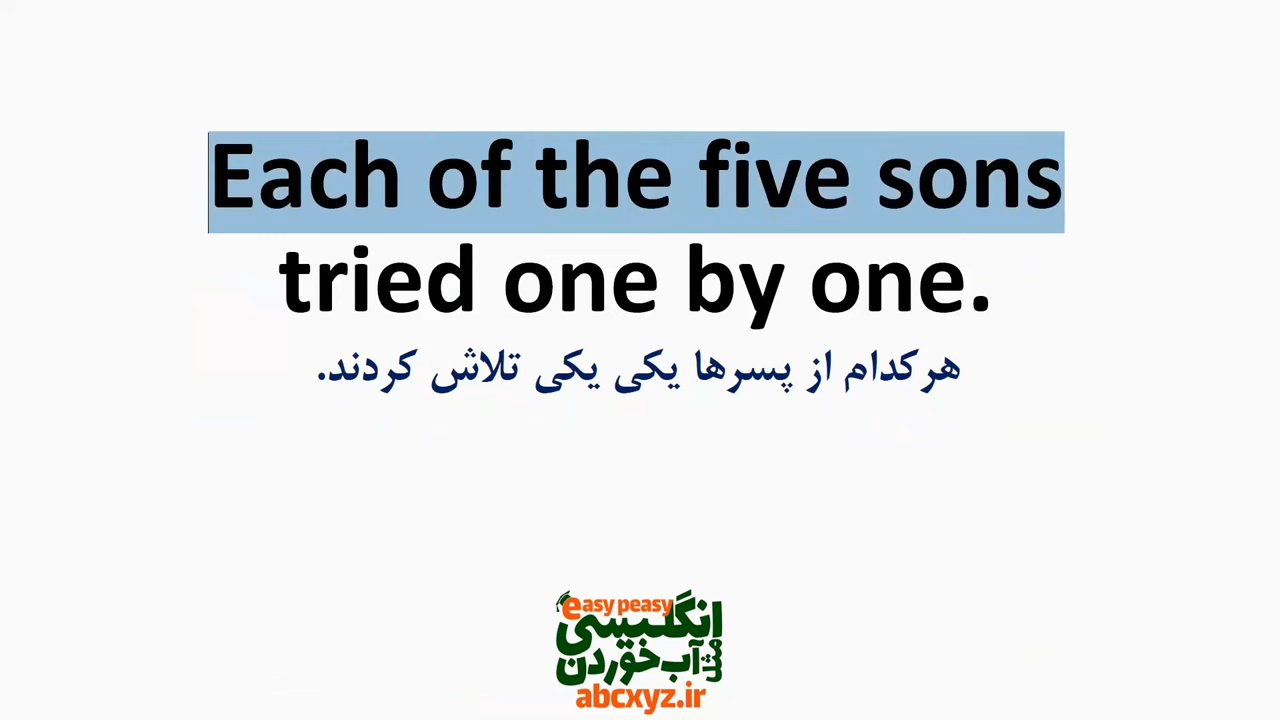 Each of the five sons
tried one by one.
هرکدام از پسرها یکی یکی تلاش کردند.
easy peasy
انگلیسی
مثل آب خوردن
abcxyz.ir